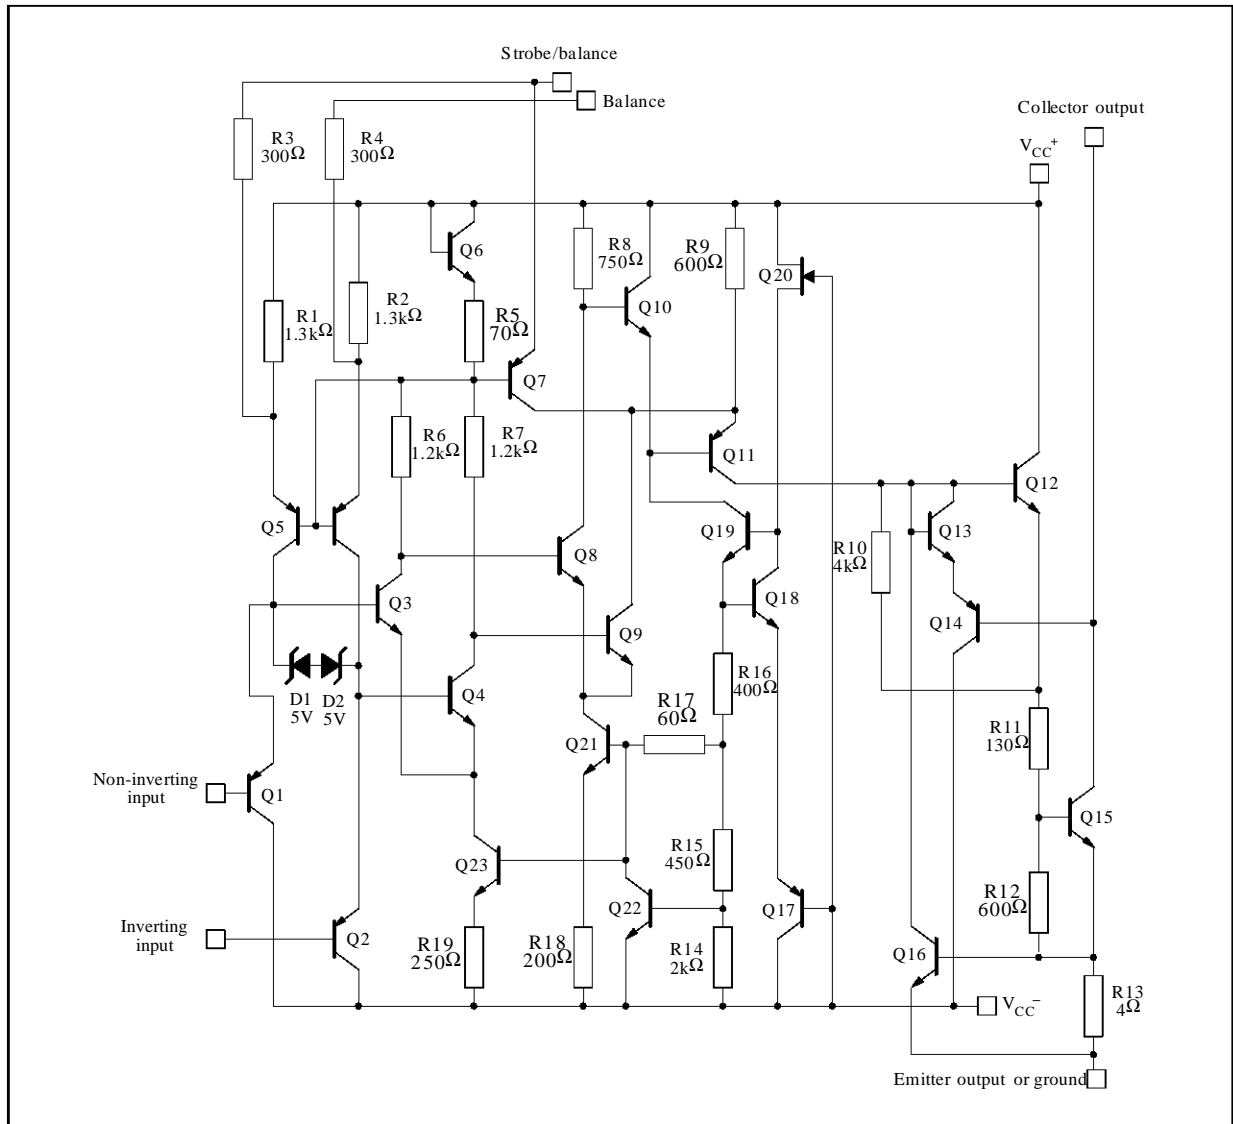 Strobe/balance
Balance
Collector output
VCC+
R3
300Ω
R4
300Ω
Q6
R8
750Ω
R9
600Ω
Q20
R1
1.3kΩ
R2
1.3kΩ
R5
70Ω
Q10
Q7
R6
1.2kΩ
R7
1.2kΩ
Q11
Q12
Q5
Q19
Q13
R10
4kΩ
Q8
Q3
Q18
Q9
Q14
D1
5V
D2
5V
Q4
R16
400Ω
R17
60Ω
R11
130Ω
Q21
Non-inverting
input
Q1
Q15
R15
450Ω
Q23
R12
600Ω
Q22
Q17
Inverting
input
Q2
R19
250Ω
R18
200Ω
R14
2kΩ
Q16
VCC−
R13
4Ω
Emitter output or ground